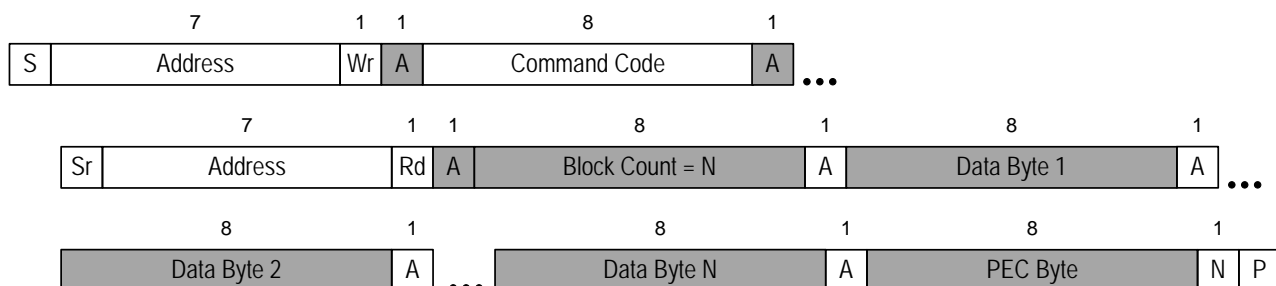 7 1 1 8 1
S Address Wr A Command Code A •••
7 1 1 8 1 8 1
Sr Address Rd A Block Count = N A Data Byte 1 A •••
8 1 8 1 8 1
Data Byte 2 A ••• Data Byte N A PEC Byte N P